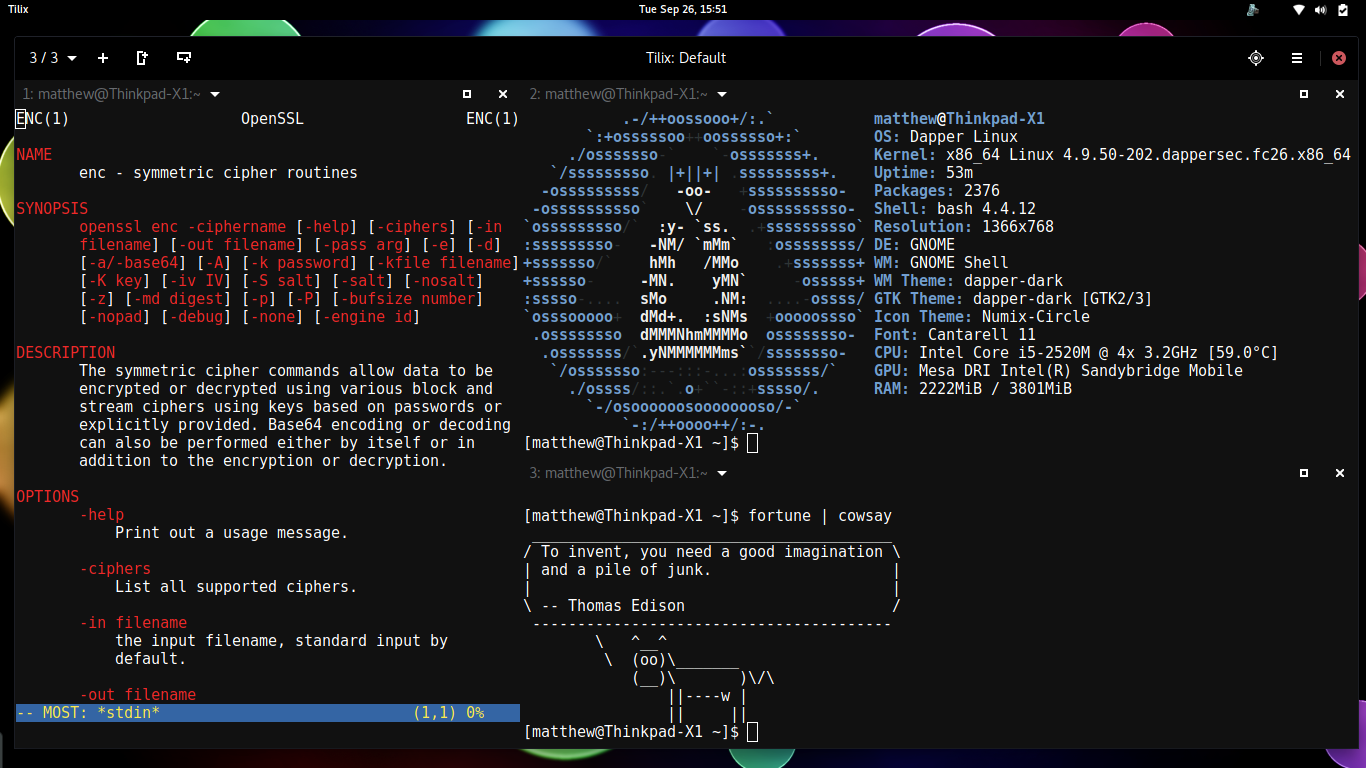 Tilix
Tue Sep 26, 15:51
3 / 3
Tilix: Default
1: matthew@Thinkpad-X1:~
ENC(1) OpenSSL ENC(1)
NAME
enc - symmetric cipher routines
SYNOPSIS
openssl enc -ciphername [-help] [-ciphers] [-in
filename] [-out filename] [-pass arg] [-e] [-d]
[-a/-base64] [-A] [-k password] [-kfile filename]
[-K key] [-iv IV] [-S salt] [-salt] [-nosalt]
[-z] [-md digest] [-p] [-P] [-bufsize number]
[-nopad] [-debug] [-none] [-engine id]
DESCRIPTION
The symmetric cipher commands allow data to be
encrypted or decrypted using various block and
stream ciphers using keys based on passwords or
explicitly provided. Base64 encoding or decoding
can also be performed either by itself or in
addition to the encryption or decryption.
OPTIONS
-help
Print out a usage message.
-ciphers
List all supported ciphers.
-in filename
the input filename, standard input by
default.
-out filename
-- MOST: *stdin* (1,1) 0%
2: matthew@Thinkpad-X1:~
matthew@Thinkpad-X1
OS: Dapper Linux
Kernel: x86_64 Linux 4.9.50-202.dappersec.fc26.x86_64
Uptime: 53m
Packages: 2376
Shell: bash 4.4.12
Resolution: 1366x768
DE: GNOME
WM: GNOME Shell
WM Theme: dapper-dark
GTK Theme: dapper-dark [GTK2/3]
Icon Theme: Numix-Circle
Font: Cantarell 11
CPU: Intel Core i5-2520M @ 4x 3.2GHz [59.0°C]
GPU: Mesa DRI Intel(R) Sandybridge Mobile
RAM: 2222MiB / 3801MiB
[matthew@Thinkpad-X1 ~]$
3: matthew@Thinkpad-X1:~
[matthew@Thinkpad-X1 ~]$ fortune | cowsay
/ To invent, you need a good imagination \
| and a pile of junk. |
| |
\ -- Thomas Edison /
----------------------------------------
\ ^__^
\ (oo)\_______
(__)\ )\/\
||----w |
|| ||
[matthew@Thinkpad-X1 ~]$